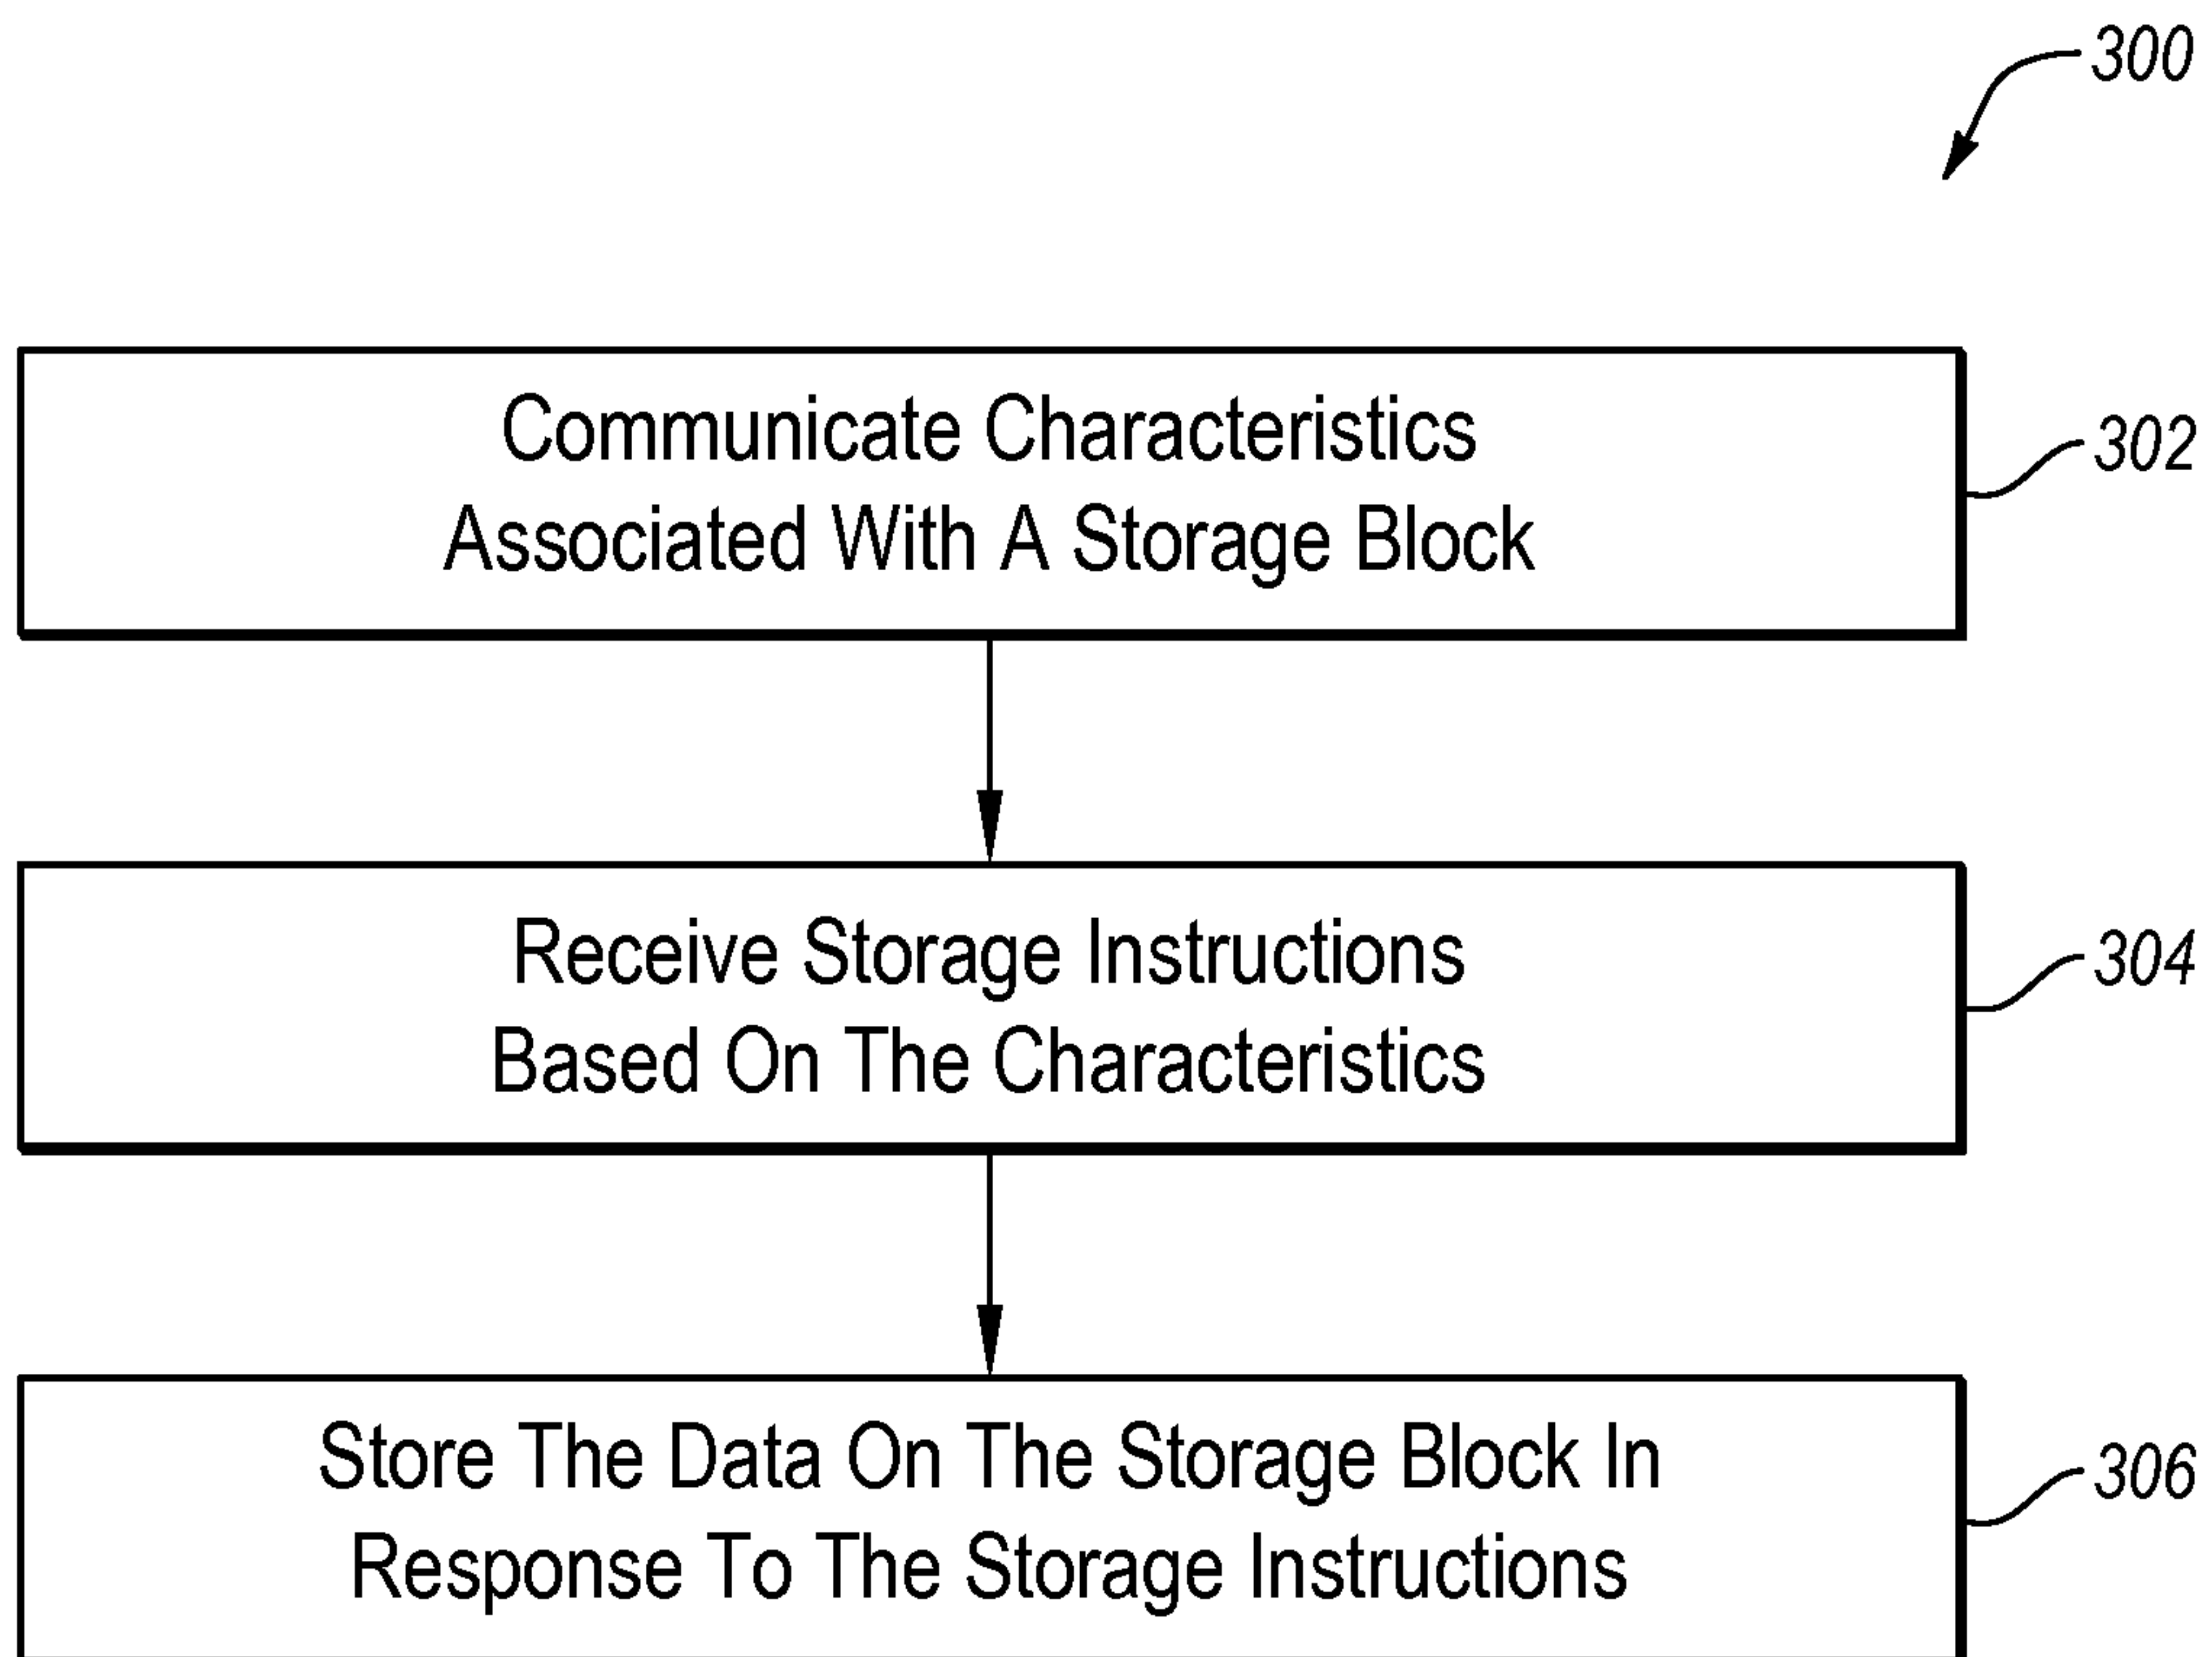 300
Communicate Characteristics
Associated With A Storage Block
302
Receive Storage Instructions
Based On The Characteristics
304
Store The Data On The Storage Block In
Response To The Storage Instructions
306